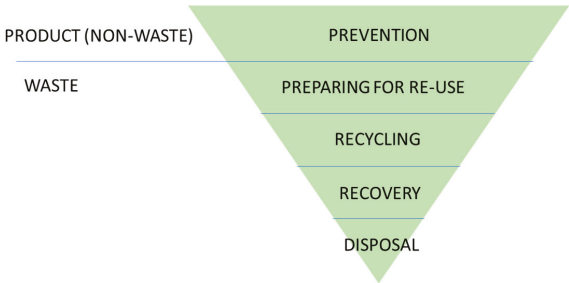 PRODUCT (NON-WASTE) PREVENTION
WASTE PREPARING FOR RE-USE
RECYCLING
RECOVERY
DISPOSAL